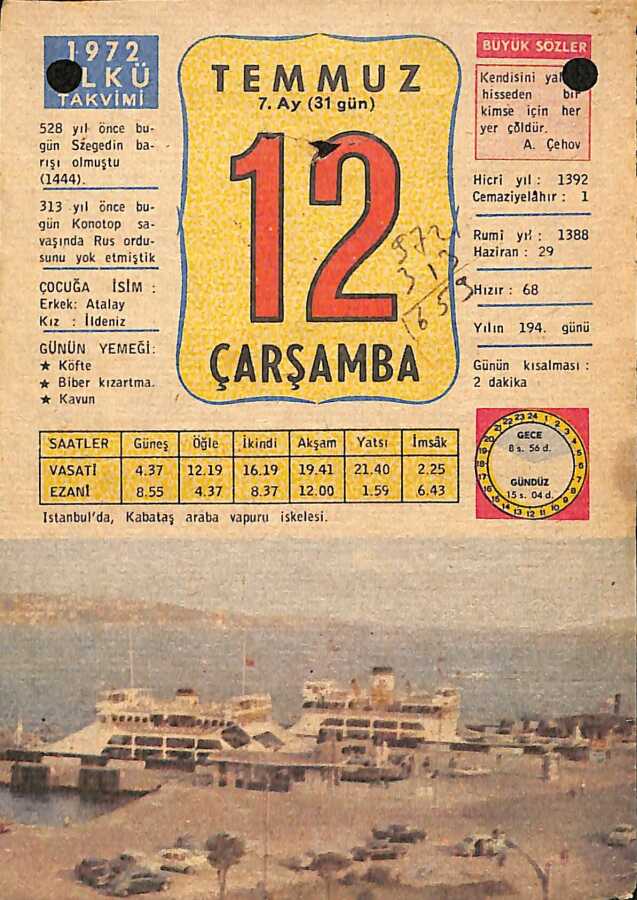 1972
ÜLKÜ
TAKVİMİ
528 yıl önce bu-
gün Szegedin ba-
rışı olmuştu
(1444).
313 yıl önce bu-
gün Konotop sa-
vaşında Rus ordu-
sunu yok etmiştik
ÇOCUĞA İSİM :
Erkek: Atalay
Kız : İldeniz
GÜNÜN YEMEĞİ:
★ Köfte
★ Biber kızartma.
★ Kavun
TEMMUZ
7. Ay (31 gün)
12
972
313
659
ÇARŞAMBA
BÜYÜK SÖZLER
Kendisini
hisseden bir
kimse için her
yer çöldür.
A. Çehov
Hicri yıl : 1392
Cemaziyelâhır : 1
Rumî yıl : 1388
Haziran : 29
Hızır : 68
Yılın 194. günü
Günün kısalması :
2 dakika
SAATLER Güneş Öğle İkindi Akşam Yatsı İmsâk
VASATİ 4.37 12.19 16.19 19.41 21.40 2.25
EZANİ 8.55 4.37 8.37 12.00 1.59 6.43
GECE
8 s. 56 d.
GÜNDÜZ
15 s. 04 d.
İstanbul'da, Kabataş araba vapuru iskelesi.